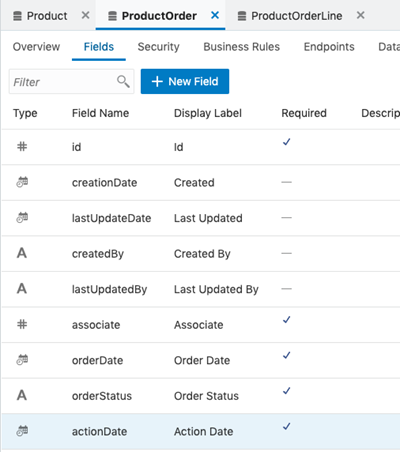 Product ProductOrder ProductOrderLine
Overview Fields Security Business Rules Endpoints Data
Filter + New Field
Type Field Name Display Label Required Descrip
# id Id
creationDate Created —
lastUpdateDate Last Updated —
A createdBy Created By —
A lastUpdatedBy Last Updated By —
# associate Associate
orderDate Order Date
A orderStatus Order Status
actionDate Action Date